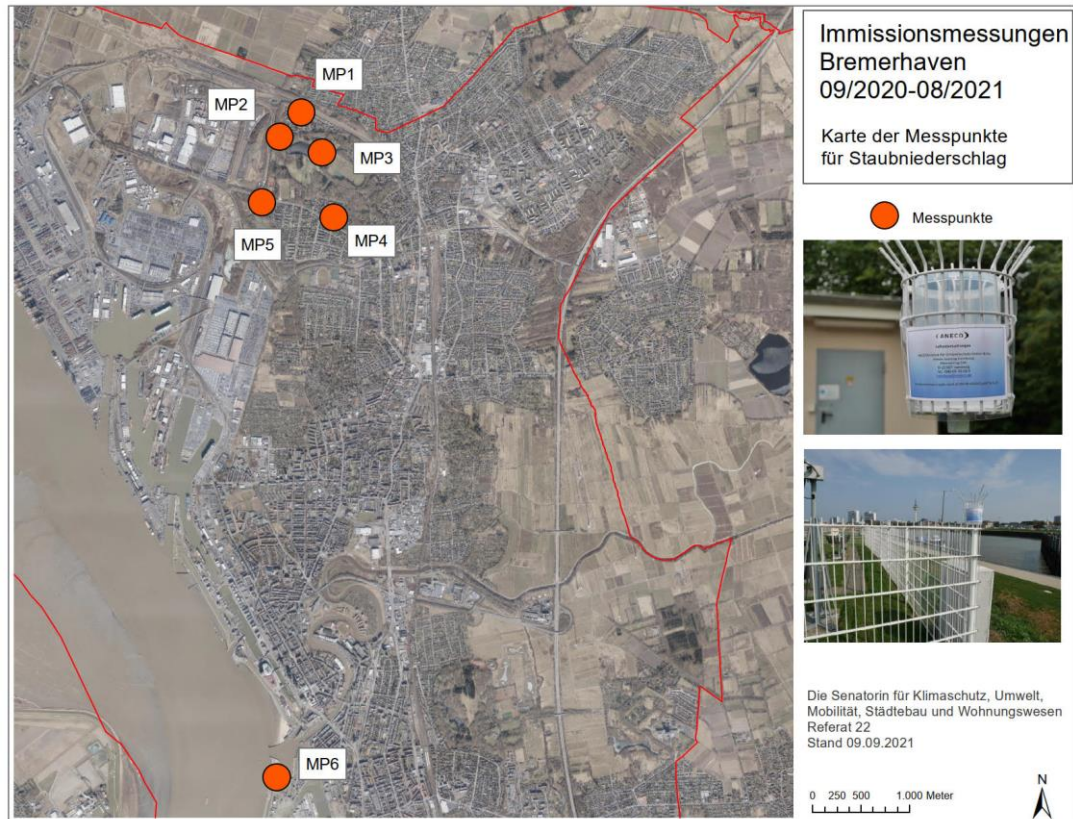 Immissionsmessungen
Bremerhaven
09/2020-08/2021
Karte der Messpunkte
für Staubniederschlag
Messpunkte
MP1
MP2
MP3
MP4
MP5
MP6
ANECO
Die Senatorin für Klimaschutz, Umwelt,
Mobilität, Städtebau und Wohnungswesen
Referat 22
Stand 09.09.2021
0 250 500 1.000 Meter
N